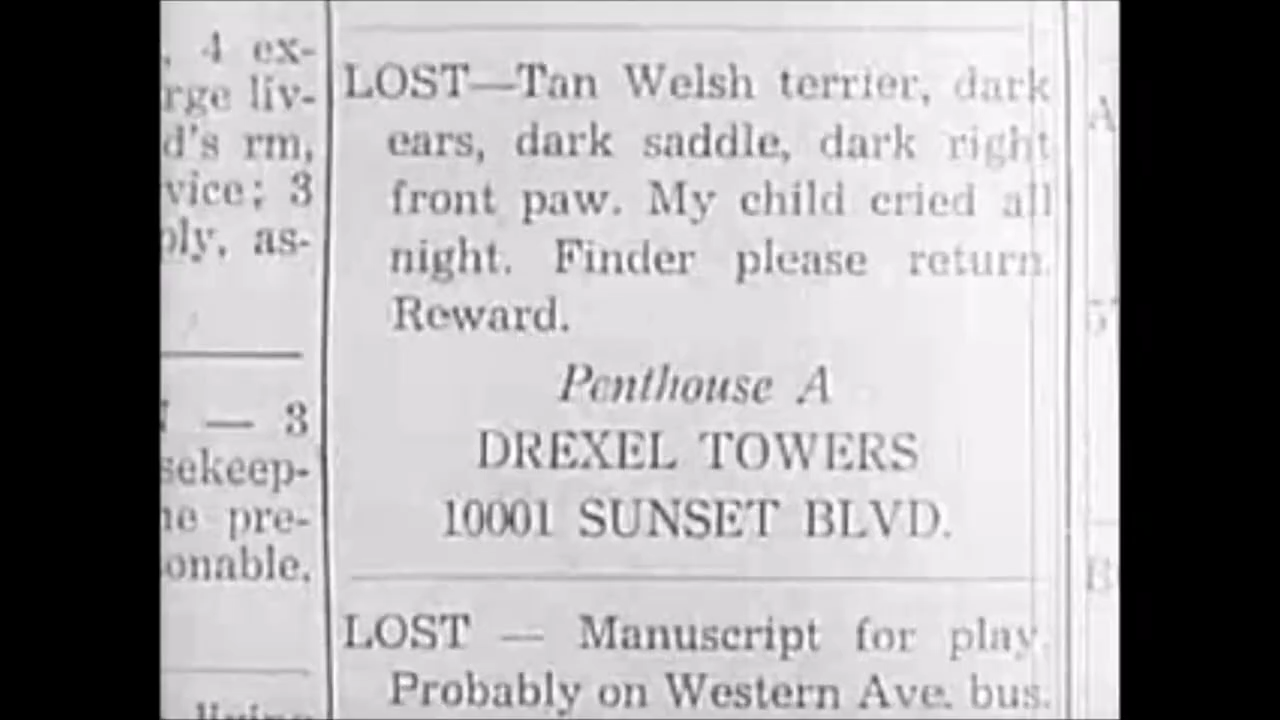 , 4 ex-
rge liv-
d's rm,
vice; 3
ply, as-
— 3
sekeep-
ne pre-
onable.
living
LOST—Tan Welsh terrier, dark
ears, dark saddle, dark right
front paw. My child cried all
night. Finder please return.
Reward.
Penthouse A
DREXEL TOWERS
10001 SUNSET BLVD.
LOST — Manuscript for play.
Probably on Western Ave. bus.
A
B